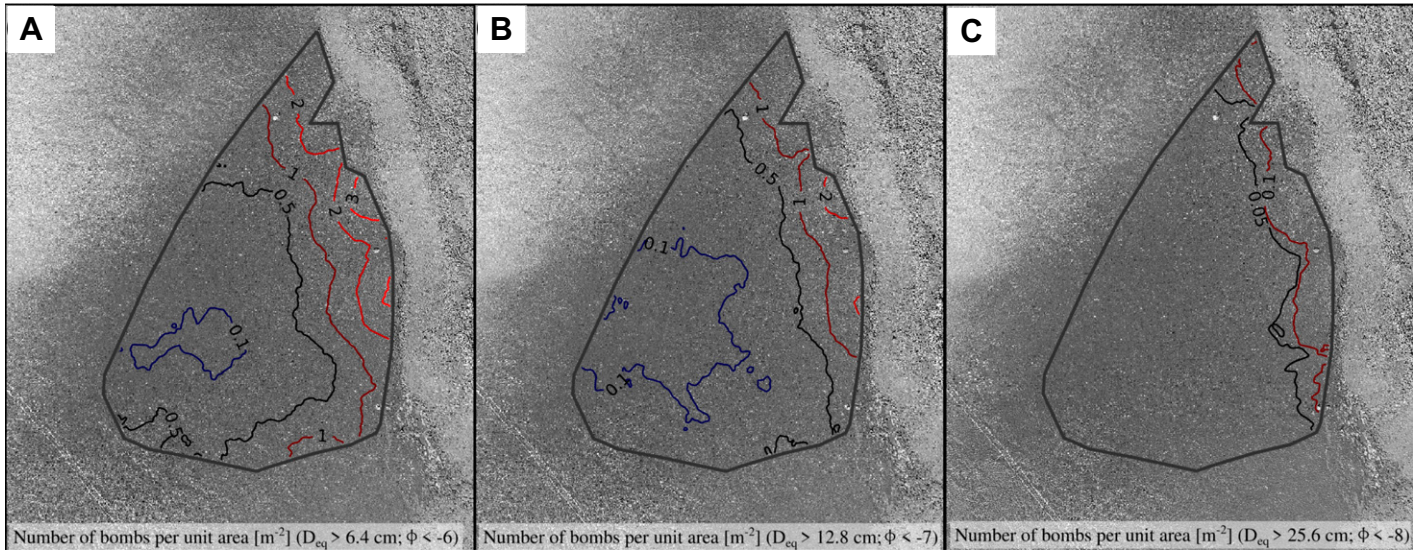 A
2
1
0.5
2
3
0.1
0.5
1
Number of bombs per unit area [m⁻²] (D_eq > 6.4 cm; ϕ < -6)
B
1
0.5
1
2
0.1
0.1
Number of bombs per unit area [m⁻²] (D_eq > 12.8 cm; ϕ < -7)
C
0.1
0.05
Number of bombs per unit area [m⁻²] (D_eq > 25.6 cm; ϕ < -8)